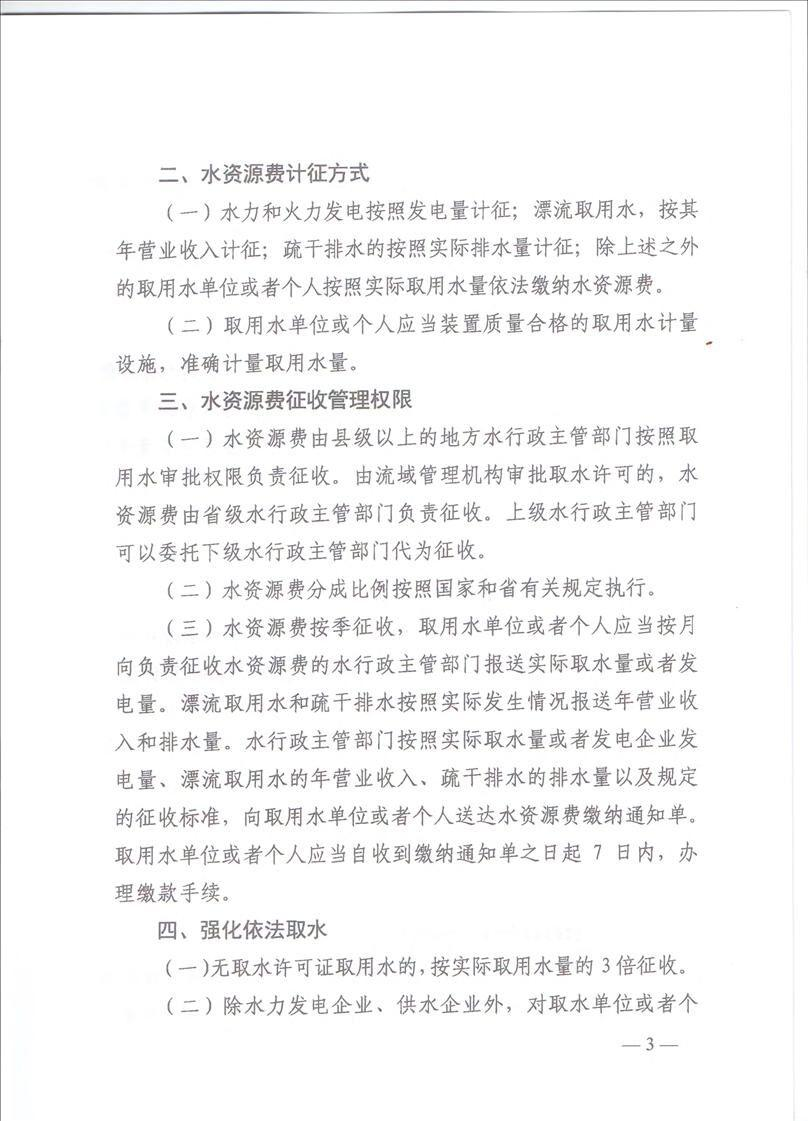 二、水资源费计征方式
（一）水力和火力发电按照发电量计征；漂流取用水，按其
年营业收入计征；疏干排水的按照实际排水量计征；除上述之外
的取用水单位或者个人按照实际取用水量依法缴纳水资源费。
（二）取用水单位或个人应当装置质量合格的取用水计量
设施，准确计量取用水量。
三、水资源费征收管理权限
（一）水资源费由县级以上的地方水行政主管部门按照取
用水审批权限负责征收。由流域管理机构审批取水许可的，水
资源费由省级水行政主管部门负责征收。上级水行政主管部门
可以委托下级水行政主管部门代为征收。
（二）水资源费分成比例按照国家和省有关规定执行。
（三）水资源费按季征收，取用水单位或者个人应当按月
向负责征收水资源费的水行政主管部门报送实际取水量或者发
电量。漂流取用水和疏干排水按照实际发生情况报送年营业收
入和排水量。水行政主管部门按照实际取水量或者发电企业发
电量、漂流取用水的年营业收入、疏干排水的排水量以及规定
的征收标准，向取用水单位或者个人送达水资源费缴纳通知单。
取用水单位或者个人应当自收到缴纳通知单之日起 7 日内，办
理缴款手续。
四、强化依法取水
（一）无取水许可证取用水的，按实际取用水量的 3 倍征收。
（二）除水力发电企业、供水企业外，对取水单位或者个
— 3 —